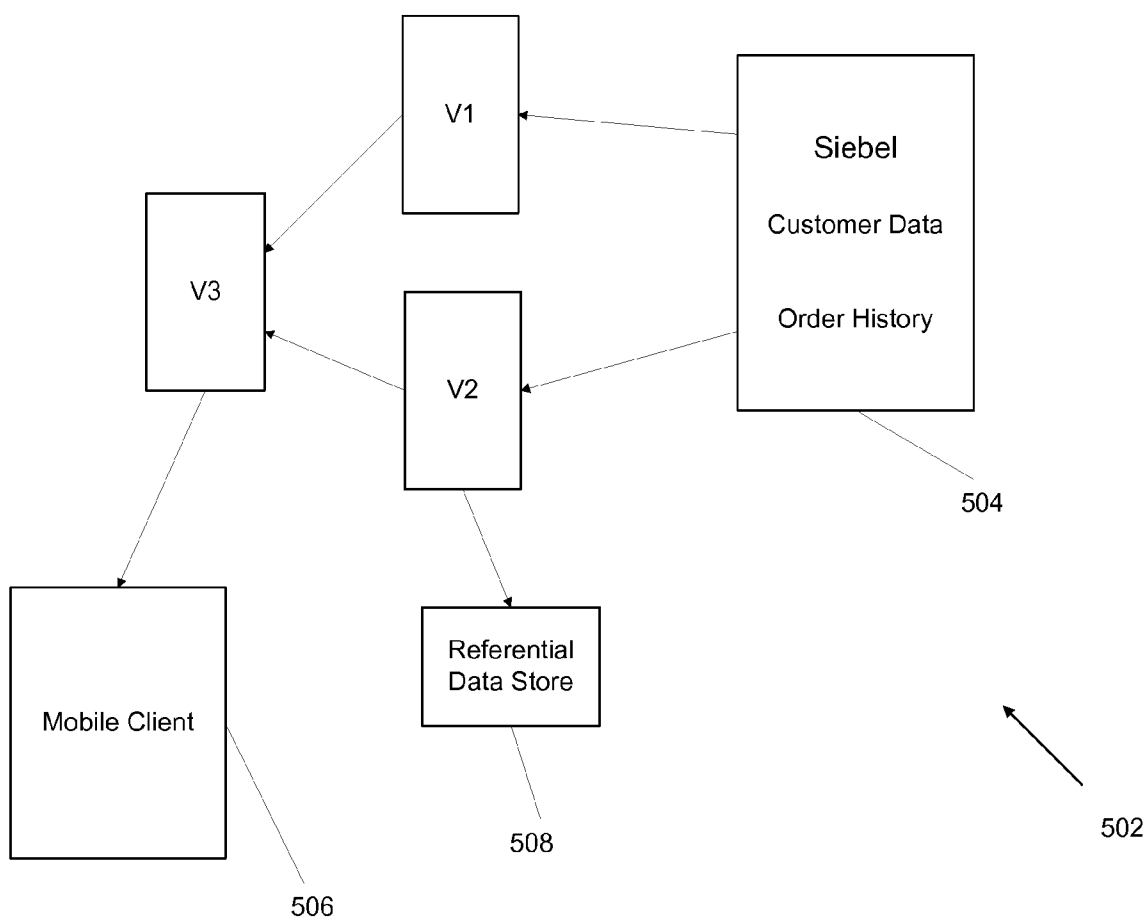 V1
Siebel
Customer Data
Order History
V3
V2
504
Referential
Data Store
Mobile Client
508
502
506